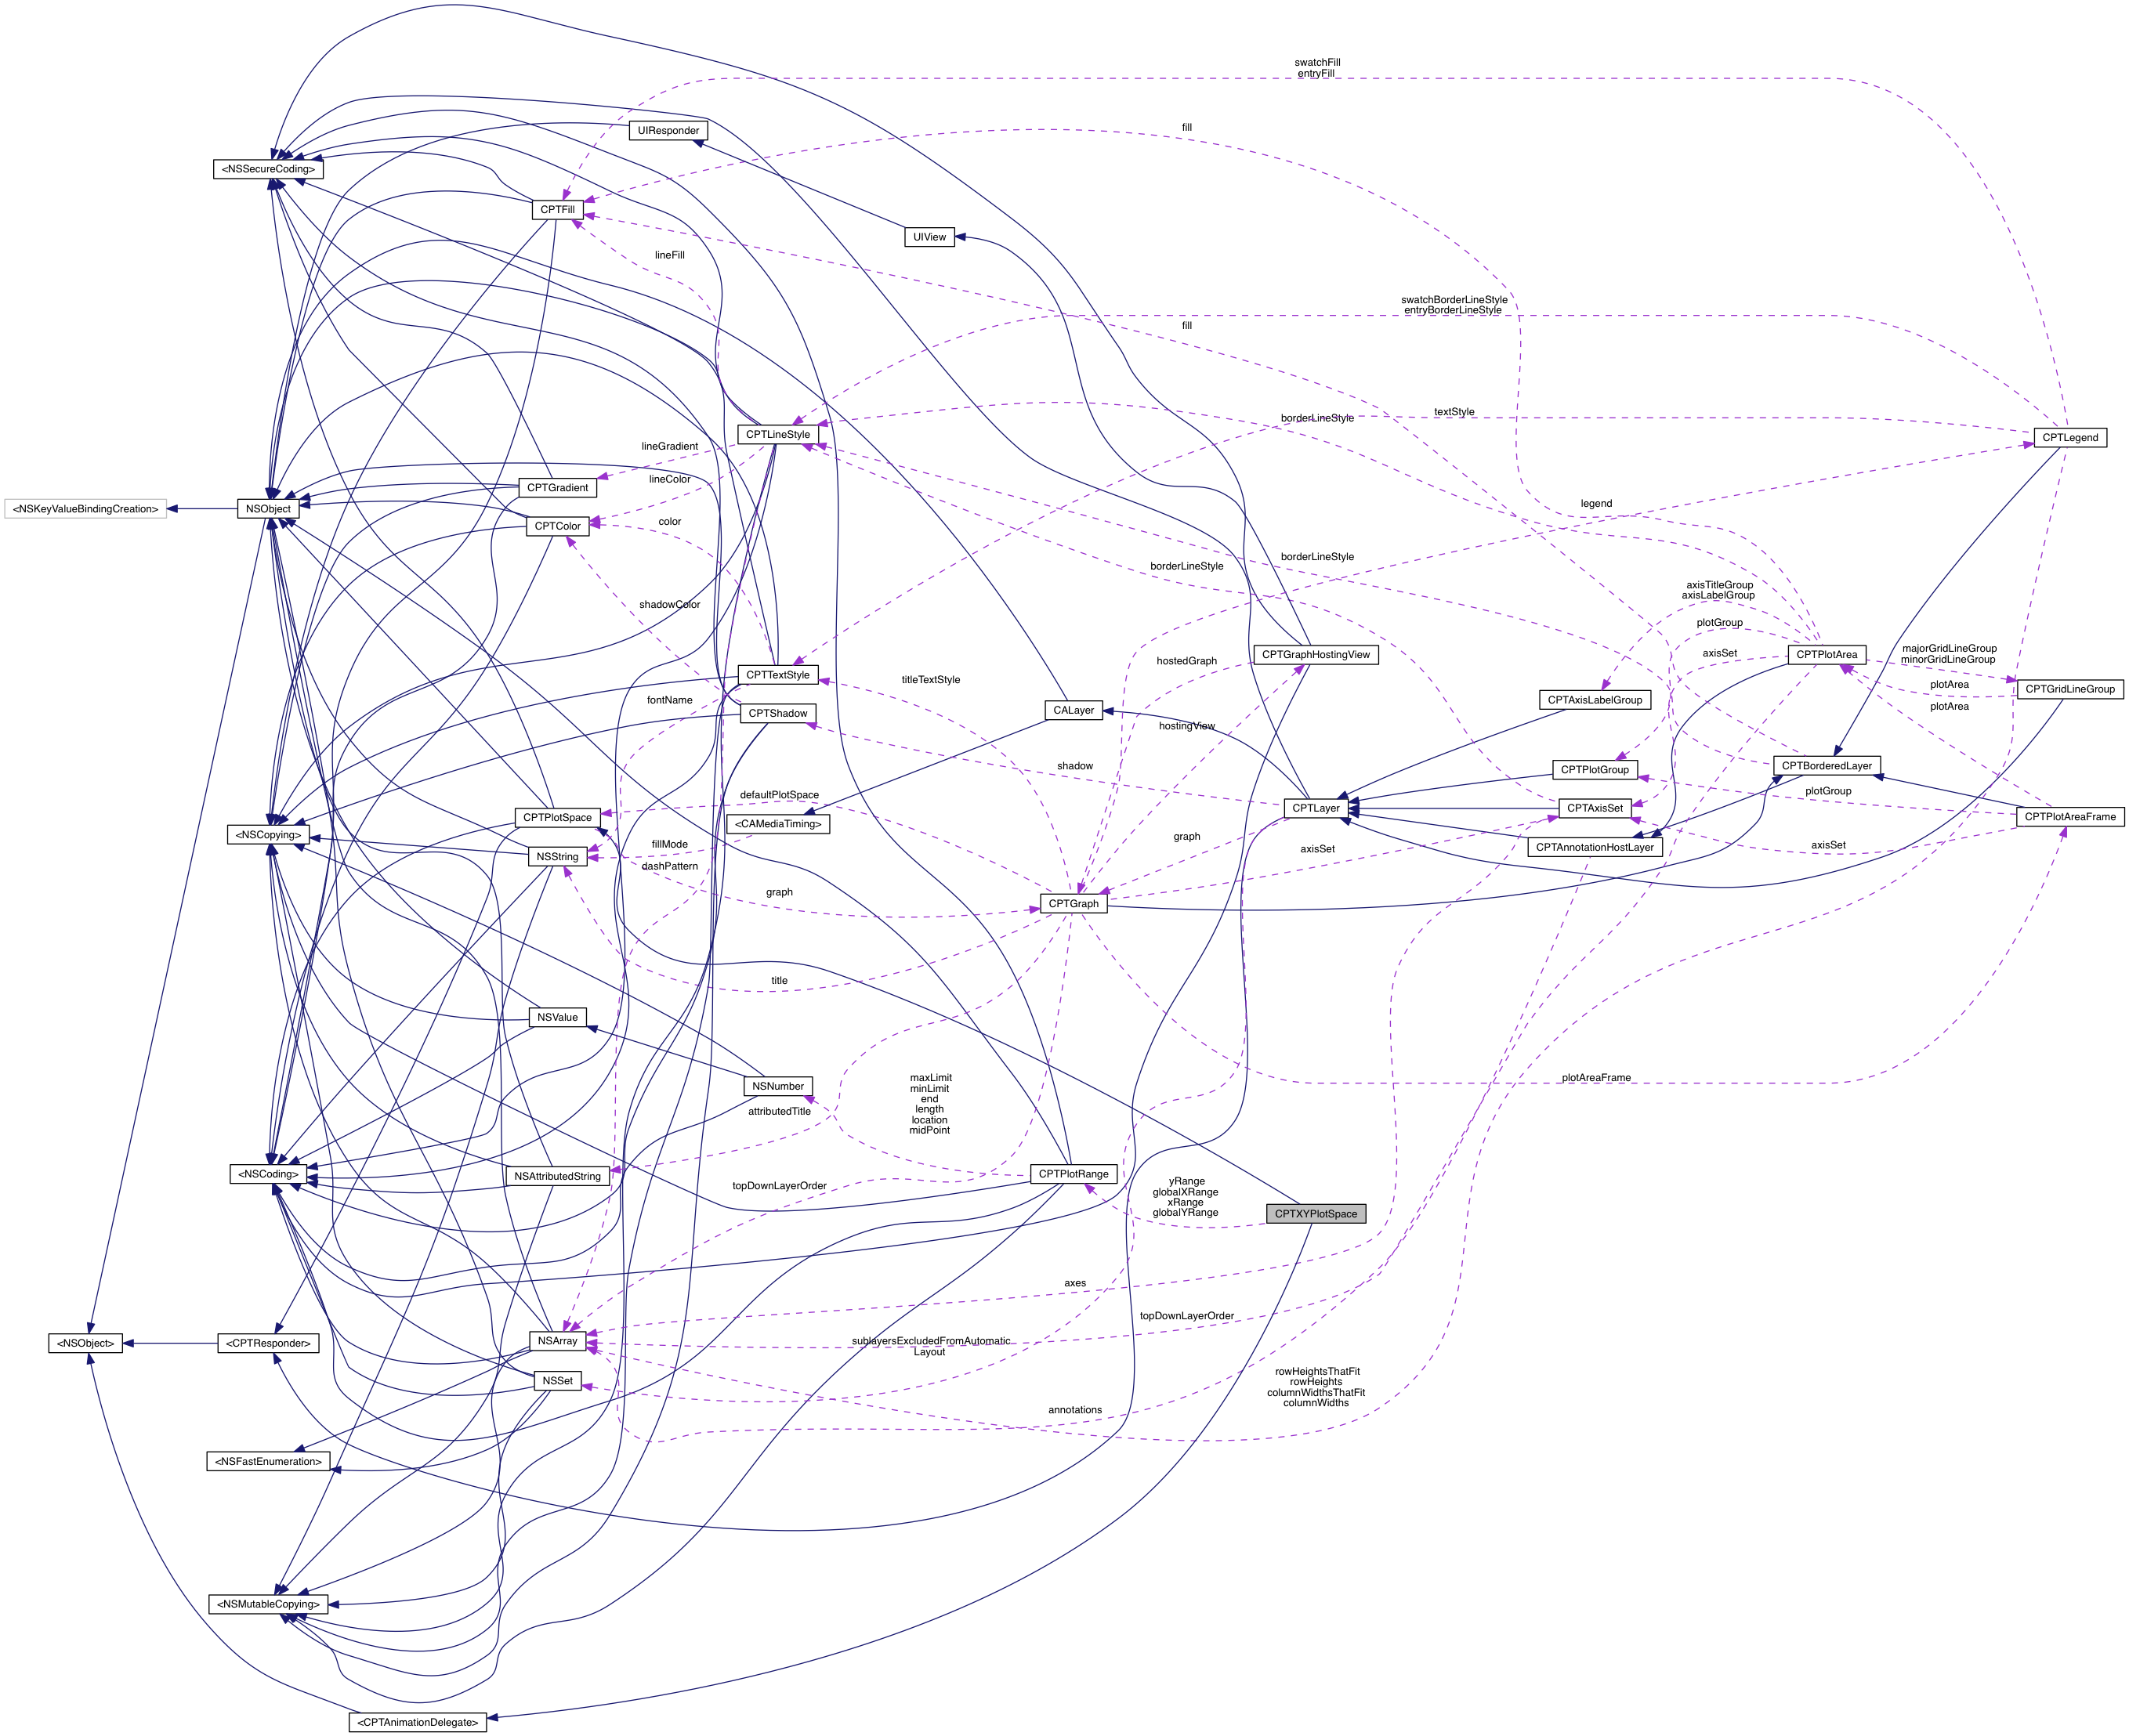 swatchFill
entryFill
fill
UIResponder
<NSSecureCoding>
CPTFill
UIView
lineFill
swatchBorderLineStyle
entryBorderLineStyle
fill
textStyle
borderLineStyle
CPTLineStyle
CPTLegend
lineGradient
lineColor
CPTGradient
legend
<NSKeyValueBindingCreation>
NSObject
color
CPTColor
borderLineStyle
borderLineStyle
axisTitleGroup
axisLabelGroup
shadowColor
plotGroup
majorGridLineGroup
minorGridLineGroup
axisSet
CPTGraphHostingView
CPTPlotArea
hostedGraph
CPTTextStyle
titleTextStyle
plotArea
CPTGridLineGroup
fontName
CPTAxisLabelGroup
plotArea
CPTShadow
CALayer
hostingView
shadow
CPTBorderedLayer
CPTPlotGroup
defaultPlotSpace
plotGroup
CPTLayer
CPTAxisSet
CPTPlotSpace
<CAMediaTiming>
CPTPlotAreaFrame
<NSCopying>
graph
fillMode
axisSet
axisSet
CPTAnnotationHostLayer
NSString
dashPattern
graph
CPTGraph
title
NSValue
plotAreaFrame
maxLimit
minLimit
end
length
location
midPoint
NSNumber
attributedTitle
<NSCoding>
NSAttributedString
CPTPlotRange
topDownLayerOrder
yRange
globalXRange
xRange
globalYRange
CPTXYPlotSpace
axes
topDownLayerOrder
<NSObject>
<CPTResponder>
NSArray
sublayersExcludedFromAutomatic
Layout
NSSet
rowHeightsThatFit
rowHeights
columnWidthsThatFit
columnWidths
annotations
<NSFastEnumeration>
<NSMutableCopying>
<CPTAnimationDelegate>